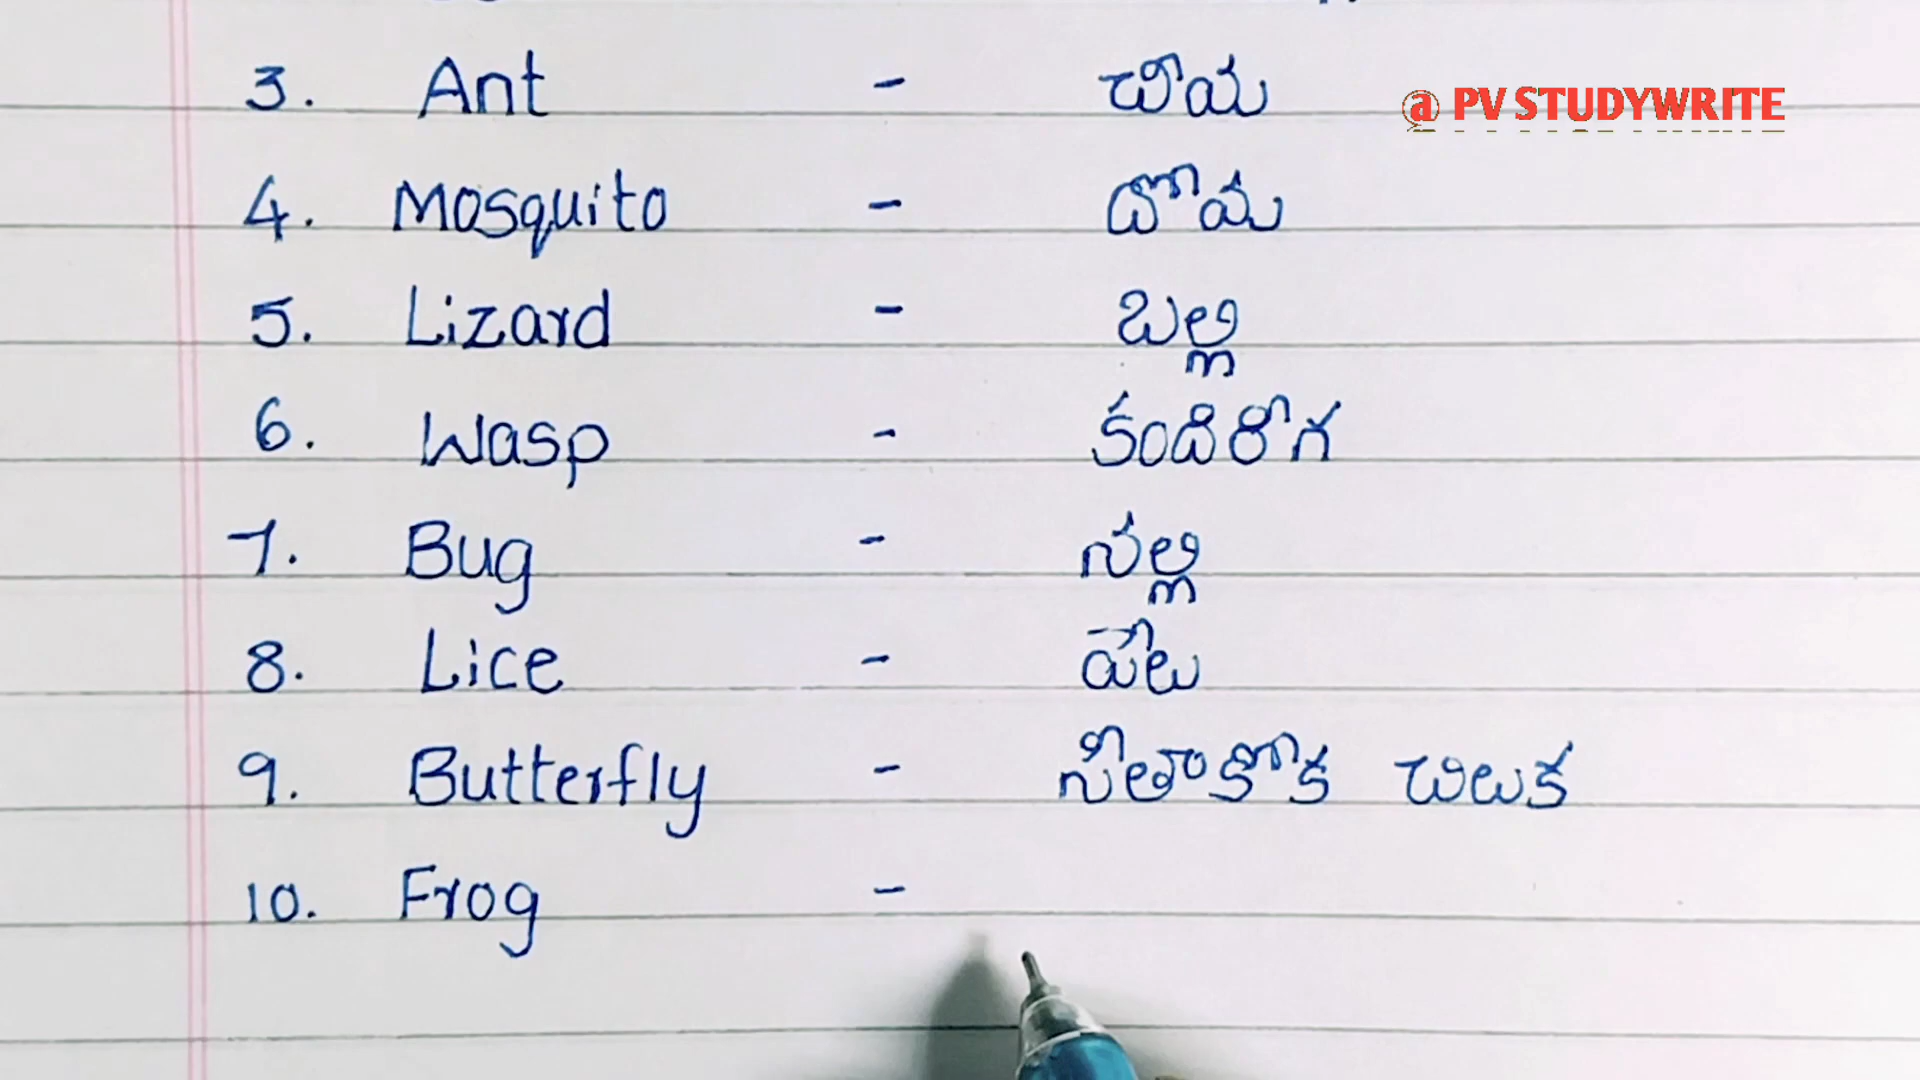 3. Ant - చీమ
@ PV STUDYWRITE
4. Mosquito - దోమ
5. Lizard - బల్లి
6. Wasp - కందిరీగ
7. Bug - నల్లి
8. Lice - పేలు
9. Butterfly - సీతాకోక చిలుక
10. Frog -